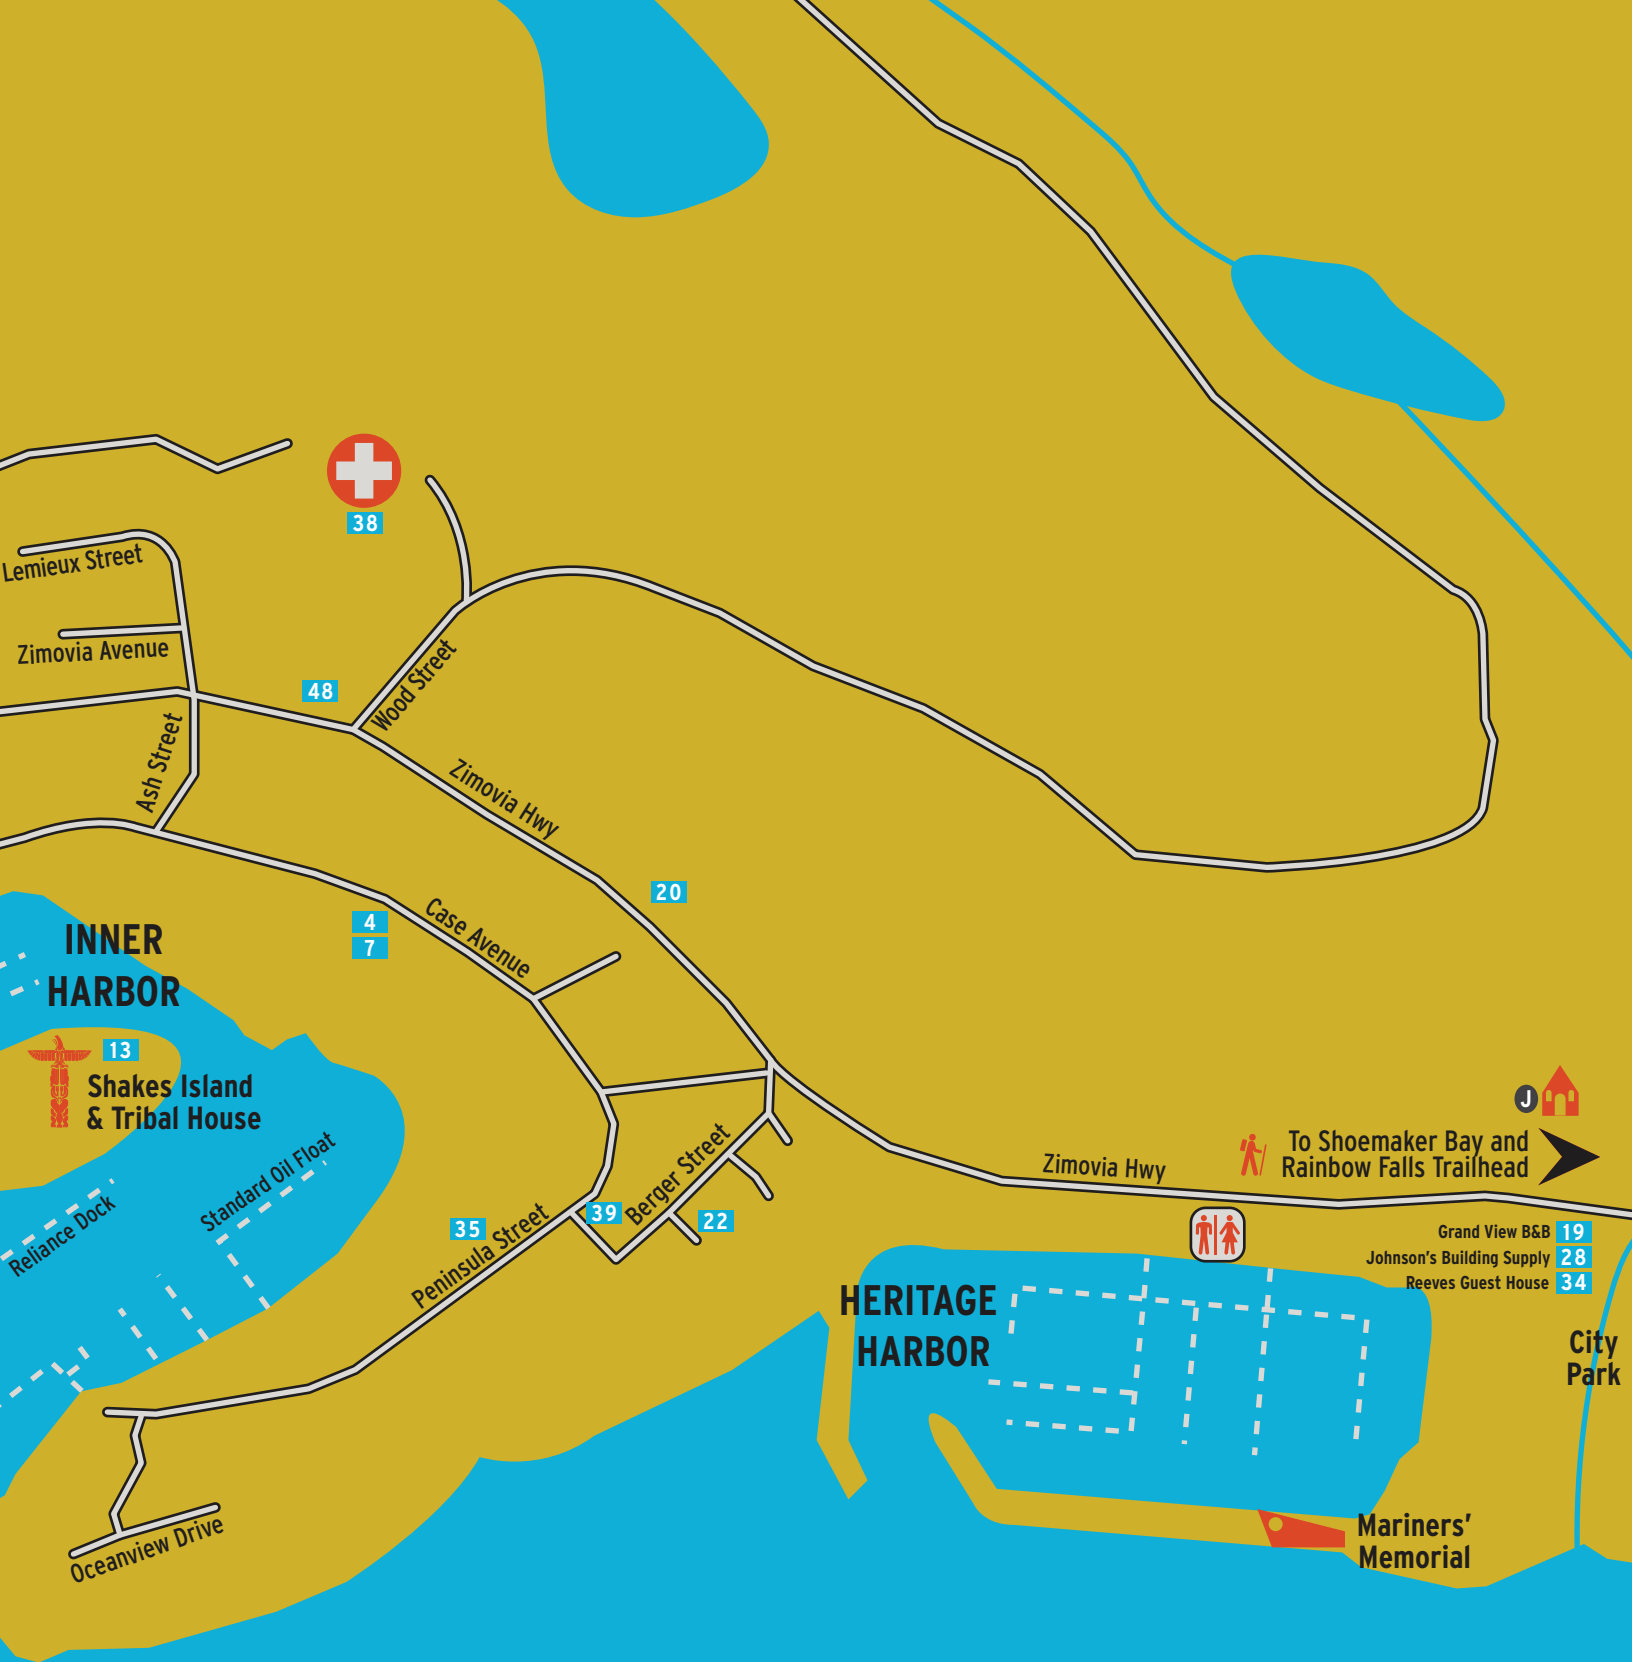 38
Lemieux Street
Zimovia Avenue
48
Wood Street
Ash Street
Zimovia Hwy
20
4
7
Case Avenue
INNER
HARBOR
13
Shakes Island
& Tribal House
Standard Oil Float
Reliance Dock
35
Peninsula Street
39
Berger Street
22
Zimovia Hwy
J
To Shoemaker Bay and
Rainbow Falls Trailhead
Grand View B&B 19
Johnson's Building Supply 28
Reeves Guest House 34
HERITAGE
HARBOR
City
Park
Mariners'
Memorial
Oceanview Drive